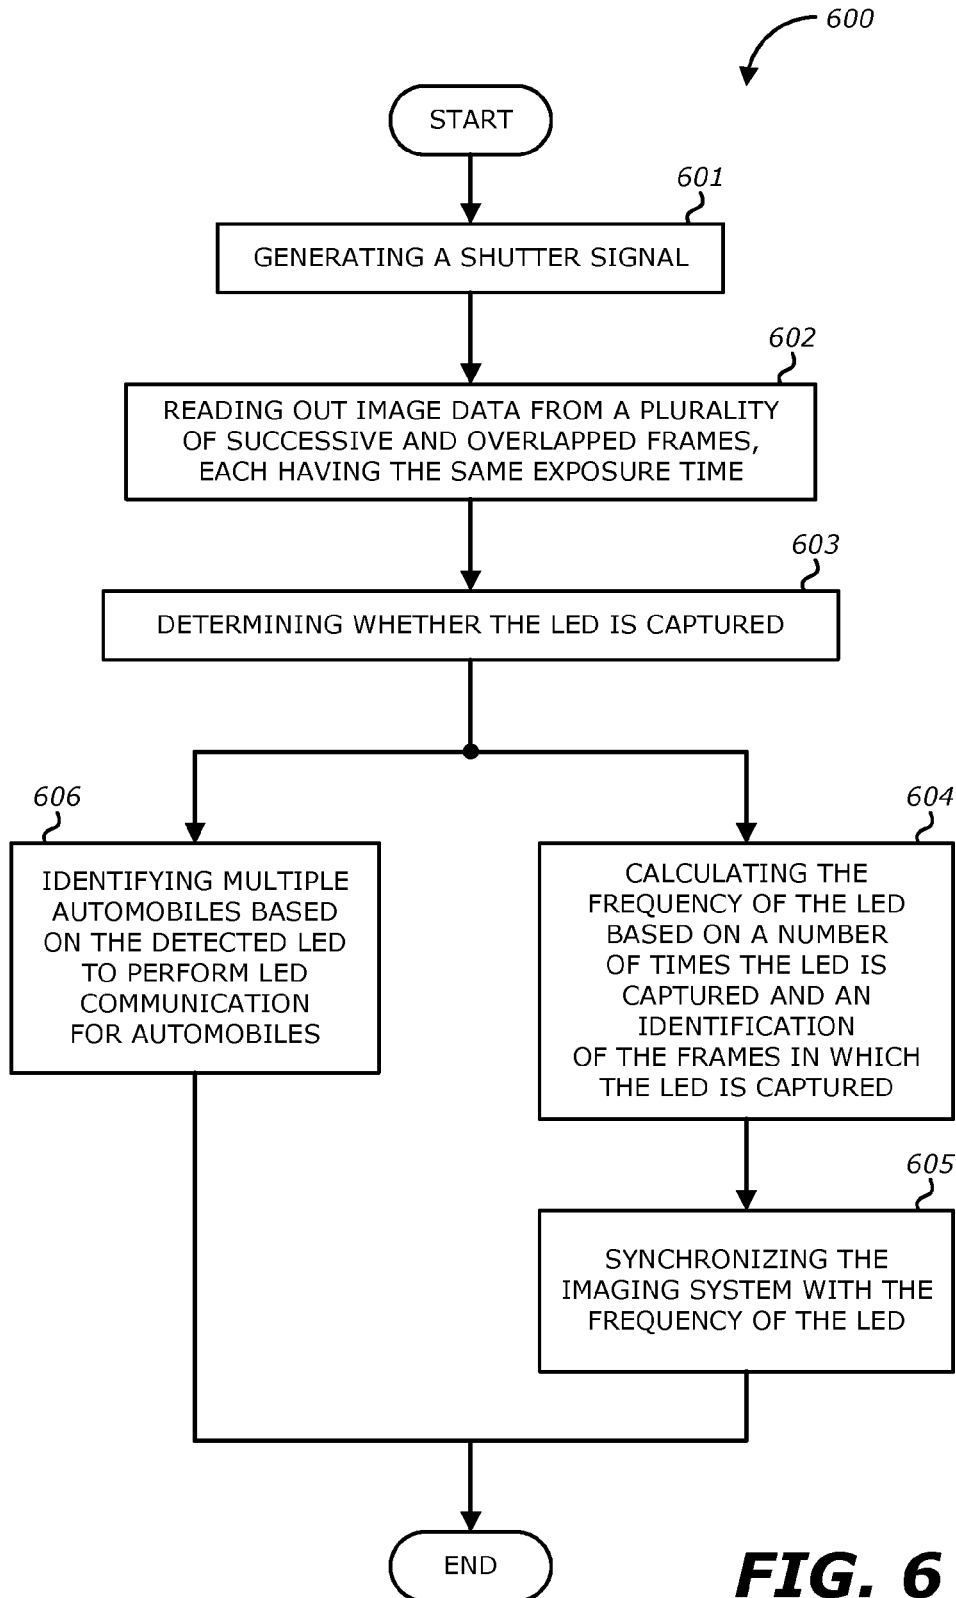 600
START
601
GENERATING A SHUTTER SIGNAL
602
READING OUT IMAGE DATA FROM A PLURALITY
OF SUCCESSIVE AND OVERLAPPED FRAMES,
EACH HAVING THE SAME EXPOSURE TIME
603
DETERMINING WHETHER THE LED IS CAPTURED
606
IDENTIFYING MULTIPLE
AUTOMOBILES BASED
ON THE DETECTED LED
TO PERFORM LED
COMMUNICATION
FOR AUTOMOBILES
604
CALCULATING THE
FREQUENCY OF THE LED
BASED ON A NUMBER
OF TIMES THE LED IS
CAPTURED AND AN
IDENTIFICATION
OF THE FRAMES IN WHICH
THE LED IS CAPTURED
605
SYNCHRONIZING THE
IMAGING SYSTEM WITH THE
FREQUENCY OF THE LED
END
FIG. 6